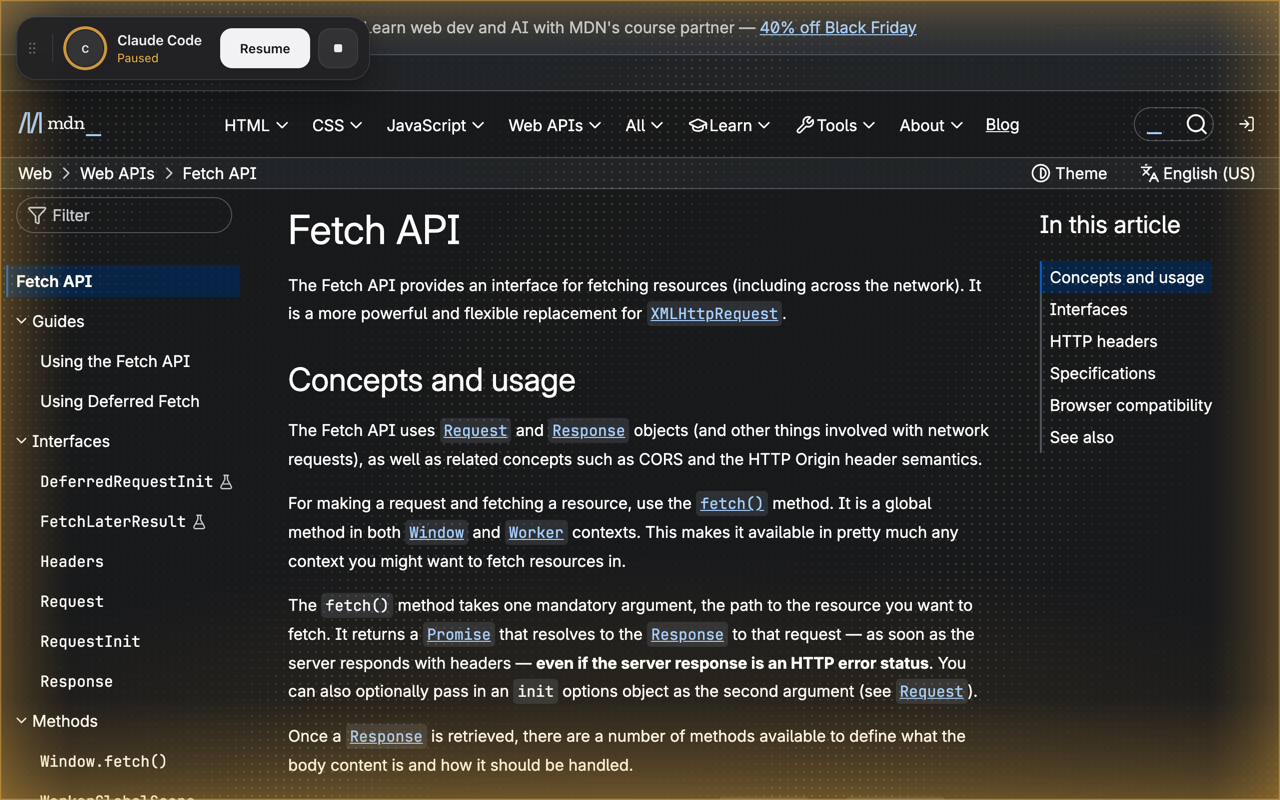 Learn web dev and AI with MDN's course partner — 40% off Black Friday
C
Claude Code
Paused
Resume
mdn_
HTML
CSS
JavaScript
Web APIs
All
Learn
Tools
About
Blog
Web > Web APIs > Fetch API
Theme
English (US)
Filter
Fetch API
Guides
Using the Fetch API
Using Deferred Fetch
Interfaces
DeferredRequestInit
FetchLaterResult
Headers
Request
RequestInit
Response
Methods
Window.fetch()
Fetch API
The Fetch API provides an interface for fetching resources (including across the network). It
is a more powerful and flexible replacement for XMLHttpRequest.
Concepts and usage
The Fetch API uses Request and Response objects (and other things involved with network
requests), as well as related concepts such as CORS and the HTTP Origin header semantics.
For making a request and fetching a resource, use the fetch() method. It is a global
method in both Window and Worker contexts. This makes it available in pretty much any
context you might want to fetch resources in.
The fetch() method takes one mandatory argument, the path to the resource you want to
fetch. It returns a Promise that resolves to the Response to that request — as soon as the
server responds with headers — even if the server response is an HTTP error status. You
can also optionally pass in an init options object as the second argument (see Request).
Once a Response is retrieved, there are a number of methods available to define what the
body content is and how it should be handled.
In this article
Concepts and usage
Interfaces
HTTP headers
Specifications
Browser compatibility
See also